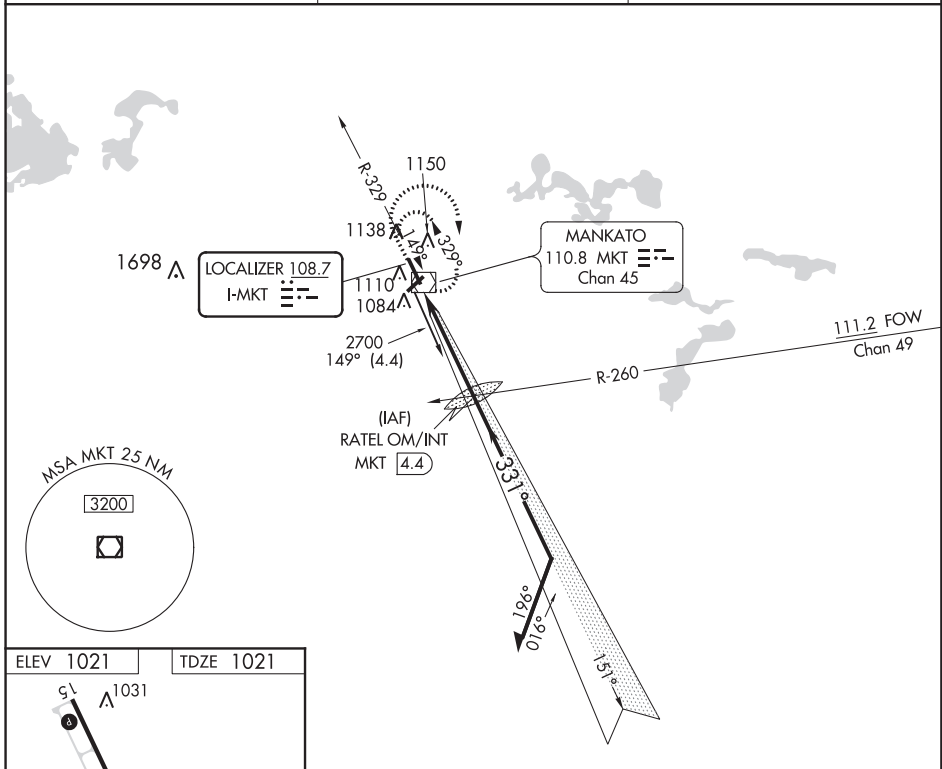 R-329
1150
1138
149°
329°
1698
LOCALIZER 108.7
I-MKT
1110
1084
MANKATO
110.8 MKT
Chan 45
2700
149° (4.4)
111.2 FOW
Chan 49
R-260
(IAF)
RATEL OM/INT
MKT 4.4
331°
MSA MKT 25 NM
3200
196°
016°
151°
ELEV 1021
TDZE 1021
15
1031
P